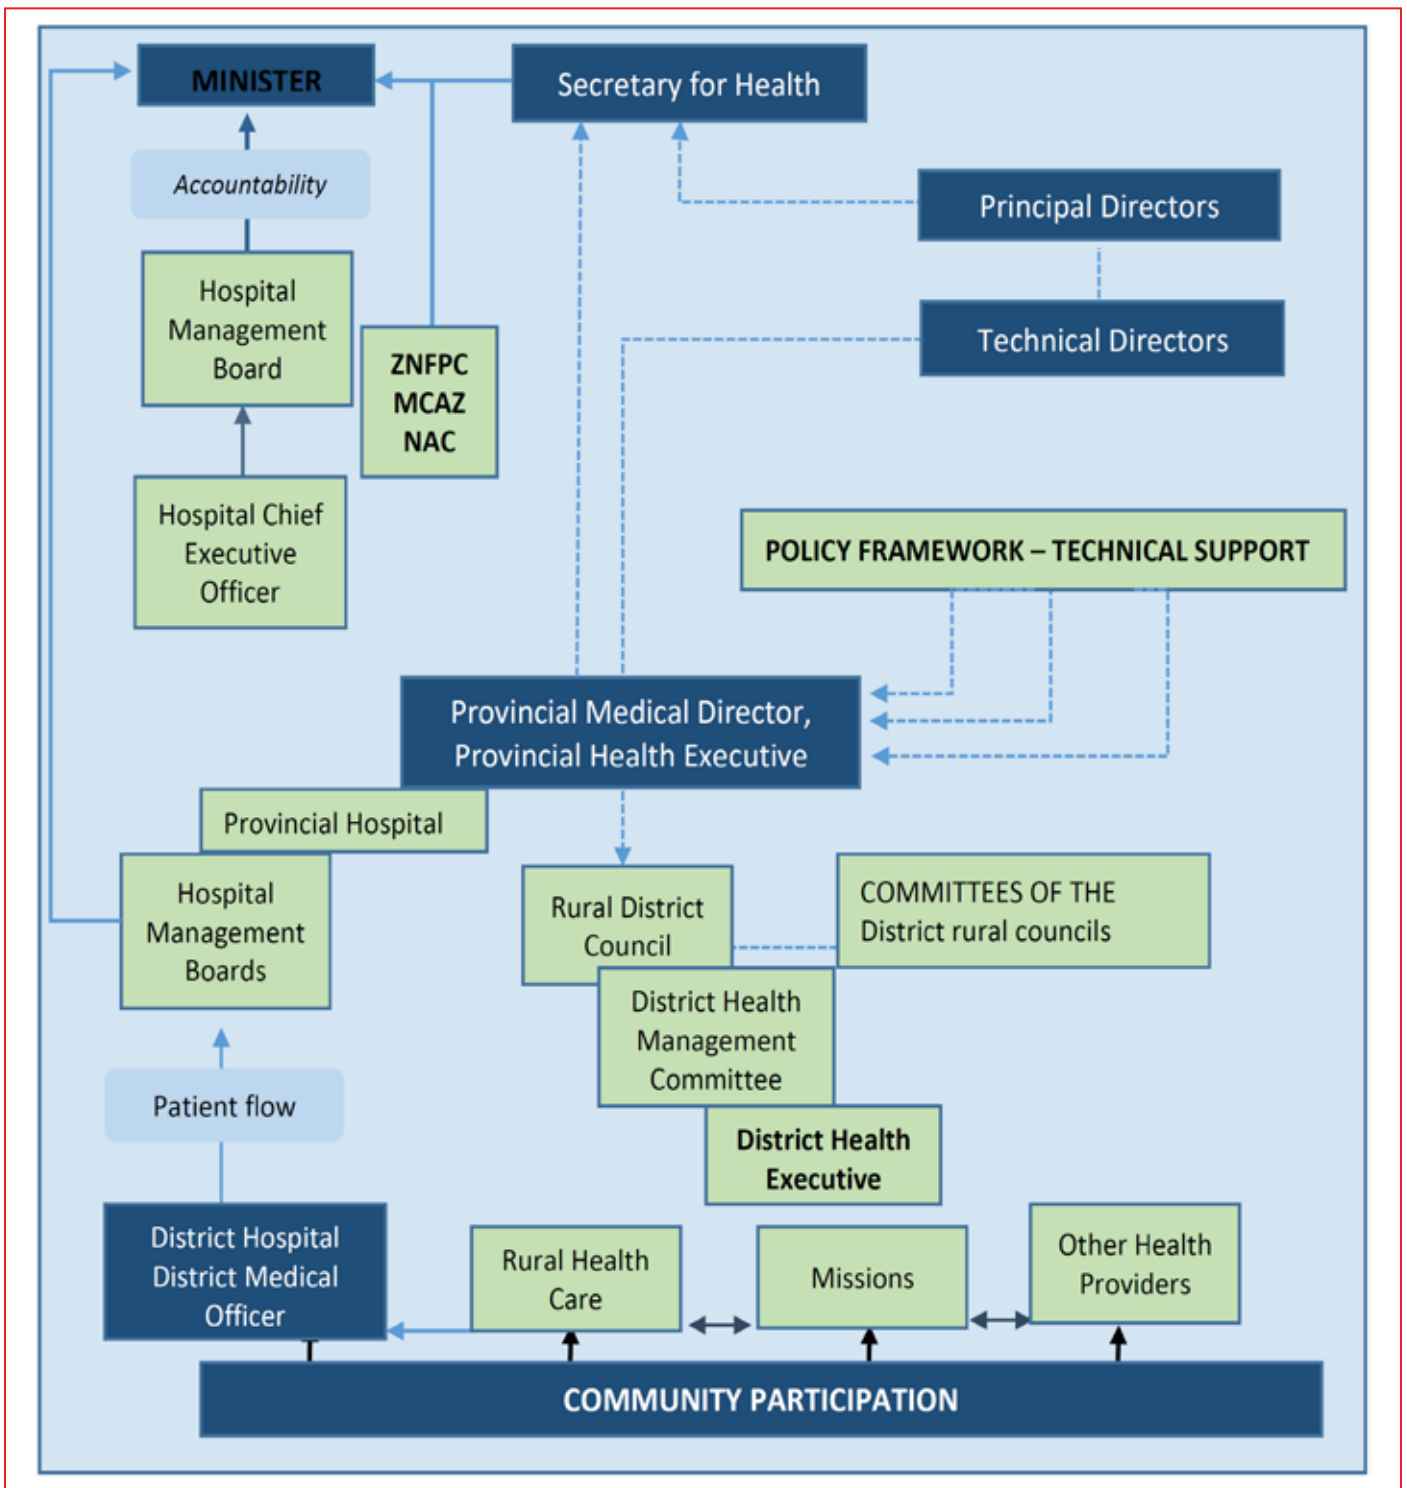 MINISTER
Secretary for Health
Accountability
Principal Directors
Hospital
Management
Board
Technical Directors
ZNFPC
MCAZ
NAC
Hospital Chief
Executive
Officer
POLICY FRAMEWORK – TECHNICAL SUPPORT
Provincial Medical Director,
Provincial Health Executive
Provincial Hospital
Hospital
Management
Boards
Rural District
Council
COMMITTEES OF THE
District rural councils
District Health
Management
Committee
Patient flow
District Health
Executive
District Hospital
District Medical
Officer
Rural Health
Care
Missions
Other Health
Providers
COMMUNITY PARTICIPATION